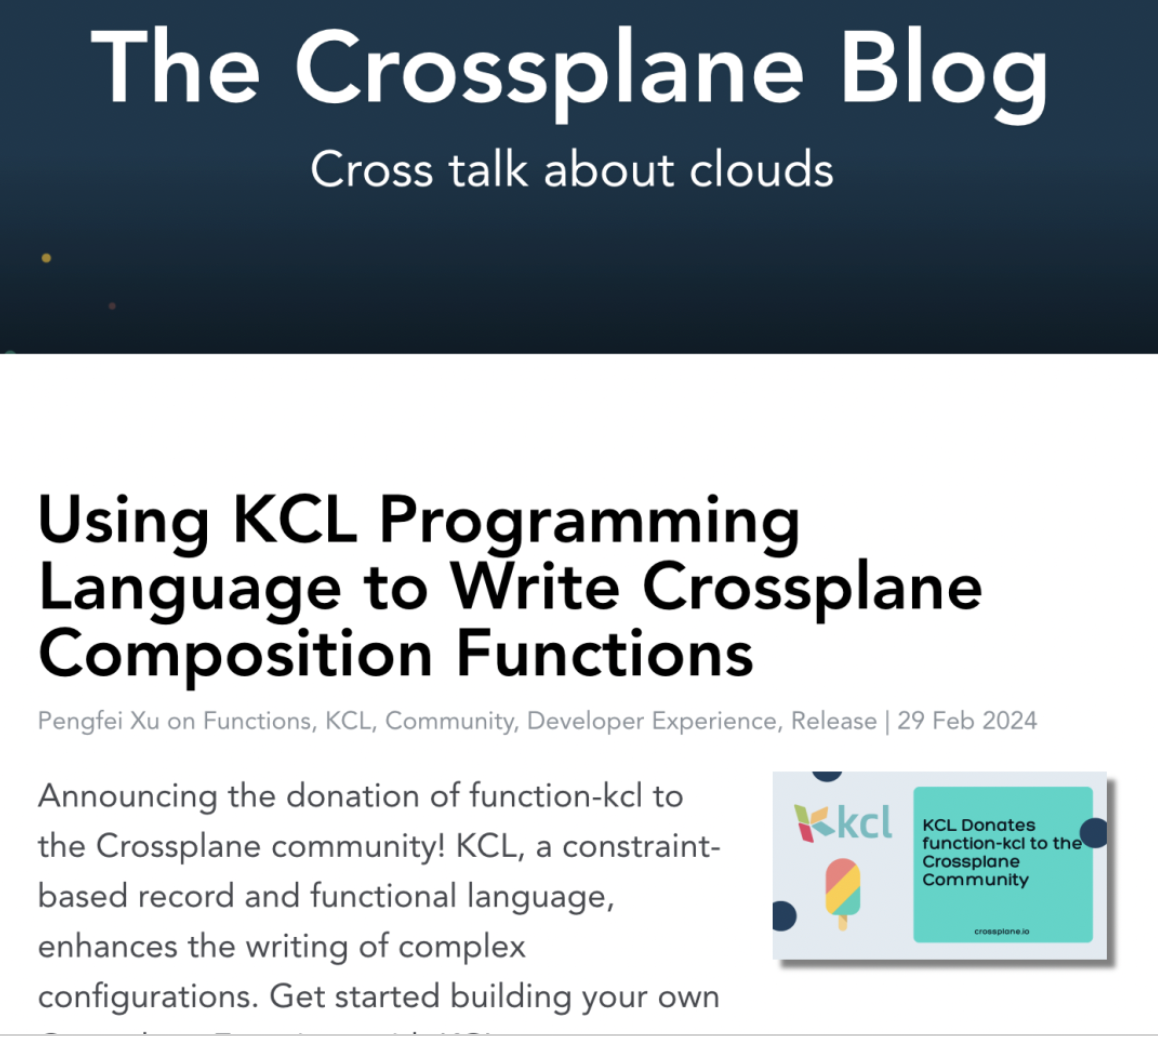 The Crossplane Blog
Cross talk about clouds
Using KCL Programming
Language to Write Crossplane
Composition Functions
Pengfei Xu on Functions, KCL, Community, Developer Experience, Release | 29 Feb 2024
Announcing the donation of function-kcl to
the Crossplane community! KCL, a constraint-
based record and functional language,
enhances the writing of complex
configurations. Get started building your own
kcl
KCL Donates
function-kcl to the
Crossplane
Community
crossplane.io